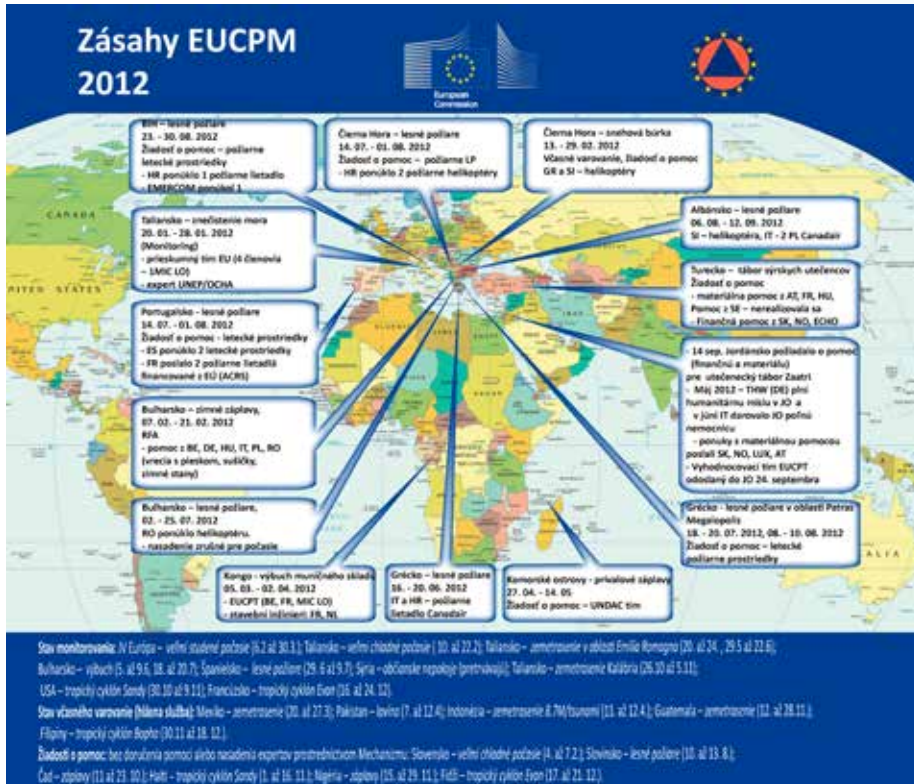 Zásahy EUCPM
2012
European
Commission
BIH – lesné požiare
23. - 30. 08. 2012
Žiadosť o pomoc – požiarne
letecké prostriedky
- HR ponúklo 1 požiarne lietadlo
- EMERCOM ponúkol 1
Čierna Hora – lesné požiare
14. 07. - 01. 08. 2012
Žiadosť o pomoc – požiarne LP
- HR ponúklo 2 požiarne helikoptéry
Čierna Hora – snehová búrka
13. - 29. 02. 2012
Včasné varovanie, žiadosť o pomoc
GR a SI – helikoptéry
Taliansko – znečistenie mora
20. 01. - 28. 01. 2012
(Monitoring)
- prieskumný tím EU (4 členovia
– 1MIC LO)
- expert UNEP/OCHA
Albánsko – lesné požiare
06. 08. - 12. 09. 2012
SI – helikoptéra, IT - 2 PL Canadair
Turecko – tábor sýrskych utečencov
Žiadosť o pomoc
- materiálna pomoc z AT, FR, HU,
Pomoc z SE – nerealizovala sa
- Finančná pomoc z SK, NO, ECHO
Portugalsko – lesné požiare
14. 07. - 01. 08. 2012
Žiadosť o pomoc - letecké prostriedky
- ES ponúklo 2 letecké prostriedky
- FR poslalo 2 požiarne lietadlá
financované z EÚ (ACRS)
- 14 sep. Jordánsko požiadalo o pomoc
(finančnú a materiálu)
pre utečenecký tábor Zaatri
- Máj 2012 – THW (DE) plní
humanitárnu misiu v JO a
v júni IT darovalo JO poľnú
nemocnicu
- ponuky s materiálnou pomocou
poslali SK, NO, LUX, AT
- Vyhodnocovací tím EUCPT
odoslaný do JO 24. septembra
Bulharsko – zimné záplavy,
07. 02. - 21. 02. 2012
RFA
- pomoc z BE, DE, HU, IT, PL, RO
(vrecia s pieskom, sušičky,
zimné stany)
Bulharsko – lesné požiare,
02. - 25. 07. 2012
RO ponúklo helikoptéru.
- nasadenie zrušné pre počasie
Grécko - lesné požiare v oblasti Patras
Megalopolis
18. - 20. 07. 2012, 08. - 10. 08. 2012
Žiadosť o pomoc – letecké
požiarne prostriedky
Kongo - výbuch muničného skladu
05. 03. - 02. 04. 2012
- EUCPT (BE, FR, MIC LO)
- stavební inžinieri: FR, NL
Grécko – lesné požiare
16. - 20. 06. 2012
IT a HR – požiarne
lietadlo Canadair
Komorské ostrovy - prívalové záplavy
27. 04. - 14. 05
Žiadosť o pomoc – UNDAC tím
CANADA
UNITED STATES
Stav monitorovania: JV Európa – veľmi studené počasie (6.2 až 30.3.); Taliansko – veľmi chladné počasie (10. až 22.2); Taliansko – zemetrasenie v oblasti Emilia Romagna (20. až 24. , 29.5 až 22.6);
Bulharsko – výbuch (5. až 9.6, 18. až 20.7); Španielsko – lesné požiare (29. 6 až 9.7); Sýria – občianske nepokoje (pretrvávajú); Taliansko – zemetrasenie Kalábria (26.10 až 5.11);
USA – tropický cyklón Sandy (30.10 až 9.11); Francúzsko – tropický cyklón Evan (16. až 24. 12).
Stav včasného varovania (hlásna služba): Mexiko – zemetrasenie (20. až 27.3); Pakistan – lavína (7. až 12.4); Indonézia – zemetrasenie 8.7M/tsunami (11. až 12.4.); Guatemala – zemetrasenie (12. až 28.11.);
Filipíny – tropický cyklón Bopha (30.11 až 18. 12.).
Žiadosti o pomoc: bez doručenia pomoci alebo nasadenia expertov prostredníctvom Mechanizmu: Slovensko – veľmi chladné počasie (4. až 7.2); Slovinsko – lesné požiare (10. až 13. 8.);
Čad – záplavy (11 až 23. 10.); Haiti – tropický cyklón Sandy (1. až 16. 11.); Nigéria – záplavy (15. až 29. 11.); Fidži – tropický cyklón Evan (17. až 21. 12.).